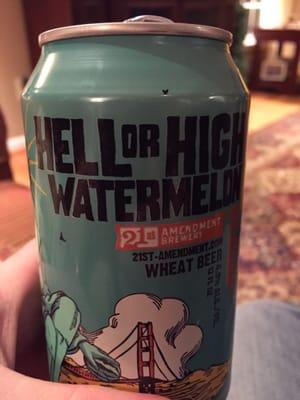 HELL OR HIGH
WATERMELON
21st AMENDMENT
BREWERY
21ST-AMENDMENT.COM
WHEAT BEER